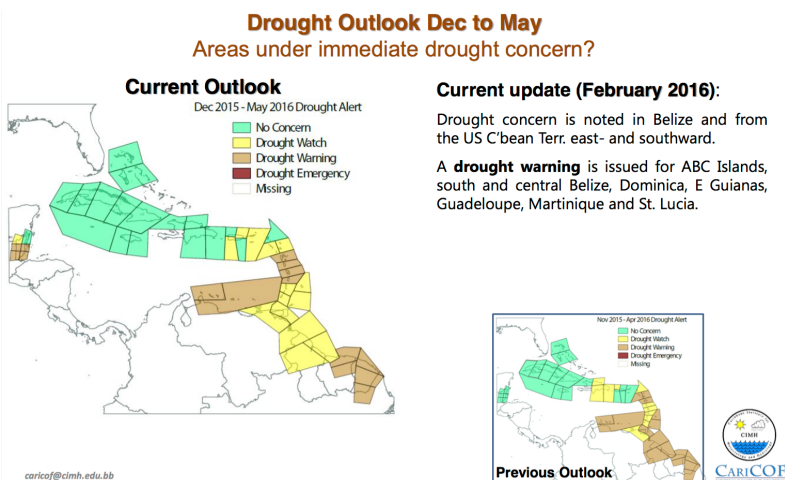 Drought Outlook Dec to May
Areas under immediate drought concern?
Current Outlook
Dec 2015 - May 2016 Drought Alert
No Concern
Drought Watch
Drought Warning
Drought Emergency
Missing
Current update (February 2016):
Drought concern is noted in Belize and from
the US C'bean Terr. east- and southward.
A drought warning is issued for ABC Islands,
south and central Belize, Dominica, E Guianas,
Guadeloupe, Martinique and St. Lucia.
Nov 2015 - Apr 2016 Drought Alert
No Concern
Drought Watch
Drought Warning
Drought Emergency
Missing
Previous Outlook
CIMH
CARICOF
caricof@cimh.edu.bb